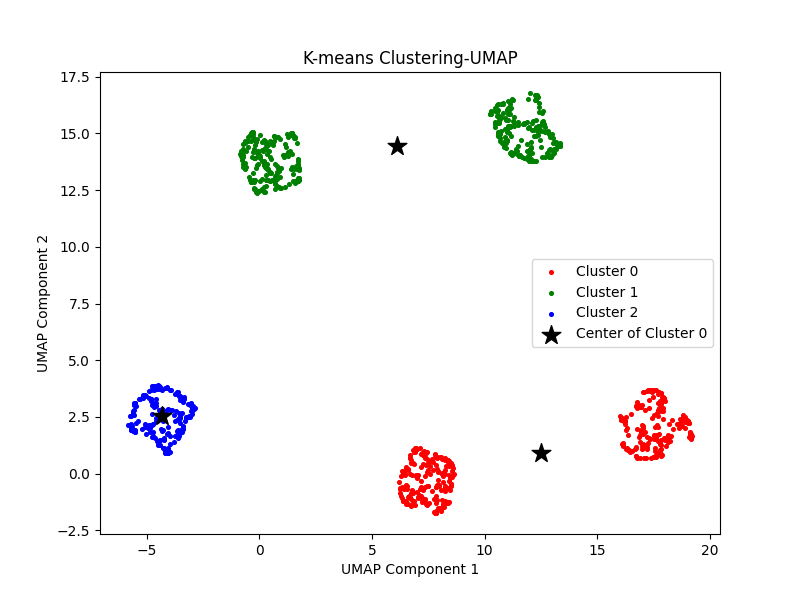 K-means Clustering-UMAP
17.5
15.0
12.5
10.0
7.5
5.0
2.5
0.0
−2.5
UMAP Component 2
Cluster 0
Cluster 1
Cluster 2
Center of Cluster 0
−5
0
5
10
15
20
UMAP Component 1